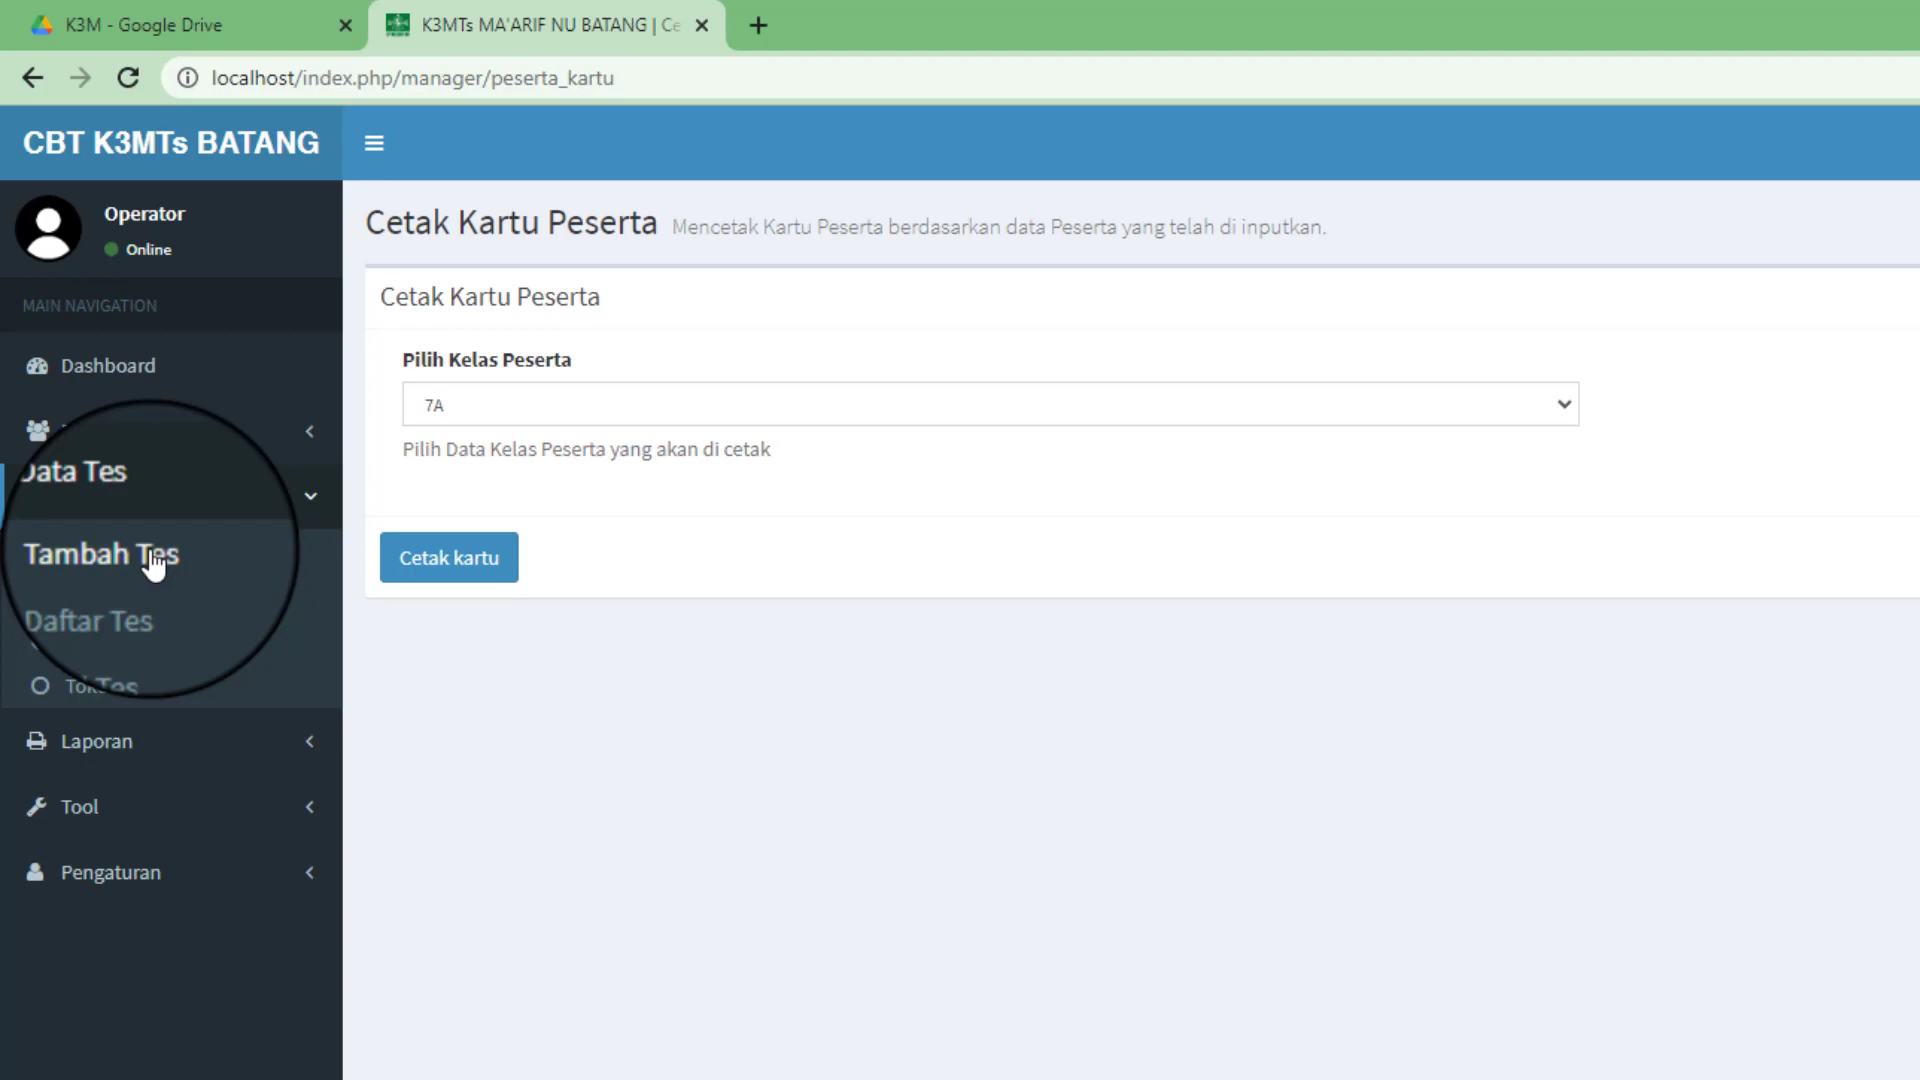 K3M - Google Drive
K3MTs MA'ARIF NU BATANG | Ce
localhost/index.php/manager/peserta_kartu
CBT K3MTs BATANG
Operator
Online
MAIN NAVIGATION
Dashboard
Data Tes
Tambah Tes
Daftar Tes
Tes
Laporan
Tool
Pengaturan
Cetak Kartu Peserta Mencetak Kartu Peserta berdasarkan data Peserta yang telah di inputkan.
Cetak Kartu Peserta
Pilih Kelas Peserta
7A
Pilih Data Kelas Peserta yang akan di cetak
Cetak kartu